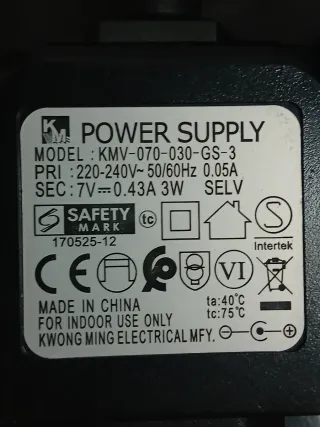 KM POWER SUPPLY
MODEL : KMV-070-030-GS-3
PRI : 220-240V~ 50/60Hz 0.05A
SEC : 7V⎓ 0.43A 3W SELV
S SAFETY MARK tc S
170525-12 Intertek
CE VI
MADE IN CHINA ta:40°C
FOR INDOOR USE ONLY tc:75°C
KWONG MING ELECTRICAL MFY.